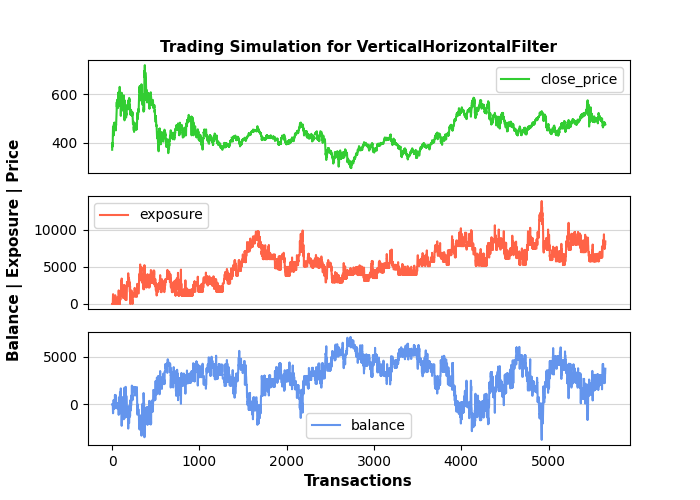 Trading Simulation for VerticalHorizontalFilter
Balance | Exposure | Price
600
400
close_price
10000
5000
0
exposure
5000
0
balance
0 1000 2000 3000 4000 5000
Transactions